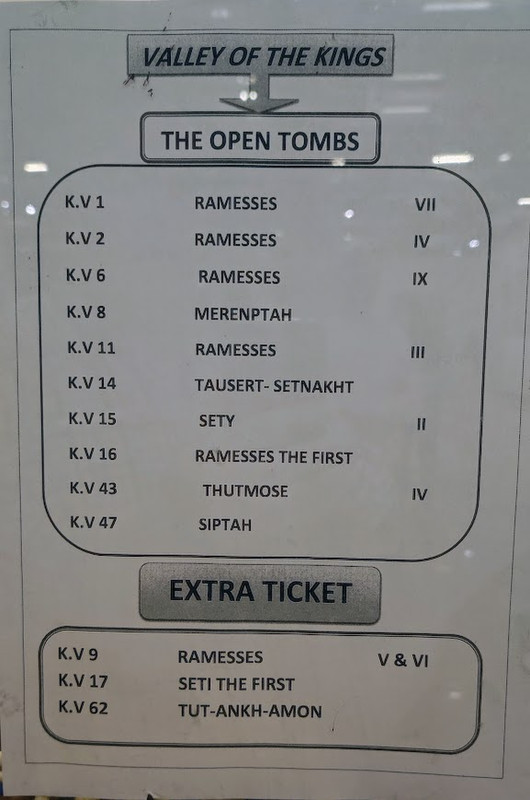 VALLEY OF THE KINGS
THE OPEN TOMBS
K.V 1 RAMESSES VII
K.V 2 RAMESSES IV
K.V 6 RAMESSES IX
K.V 8 MERENPTAH
K.V 11 RAMESSES III
K.V 14 TAUSERT- SETNAKHT
K.V 15 SETY II
K.V 16 RAMESSES THE FIRST
K.V 43 THUTMOSE IV
K.V 47 SIPTAH
EXTRA TICKET
K.V 9 RAMESSES V & VI
K.V 17 SETI THE FIRST
K.V 62 TUT-ANKH-AMON